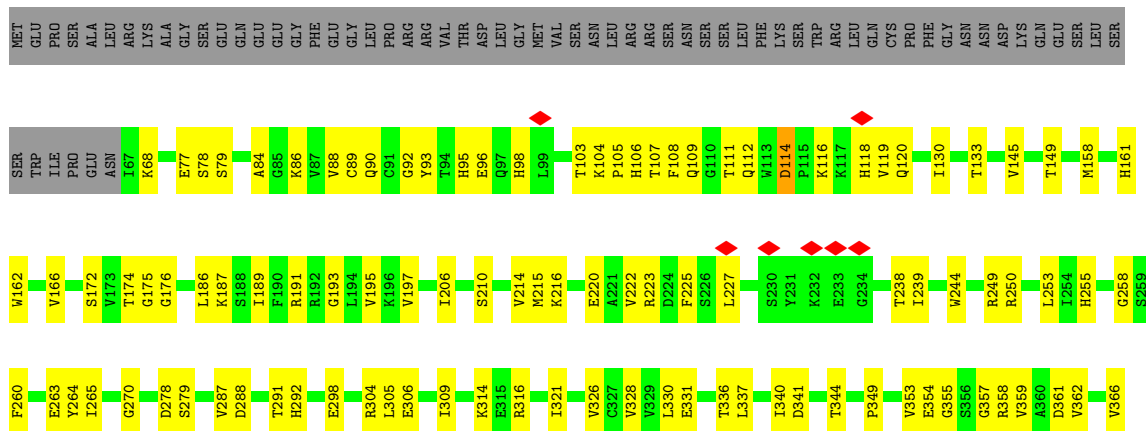 MET GLU PRO SER ALA LEU ARG LYS ALA GLY SER GLU GLN GLU GLU GLY PHE GLU GLY LEU PRO ARG ARG VAL THR ASP LEU GLY MET VAL SER ASN LEU ARG ARG SER ASN SER SER LEU PHE LYS SER TRP ARG LEU GLN CYS PRO PHE GLY ASN ASN ASP LYS GLN GLU SER LEU SER
SER TRP ILE PRO GLU ASN I67 K68 E77 S78 S79 A84 G85 K86 V87 V88 C89 Q90 C91 G92 Y93 T94 H95 E96 Q97 H98 L99 T103 K104 P105 H106 T107 F108 Q109 G110 T111 Q112 W113 D114 P115 K116 K117 H118 V119 Q120 I130 T133 V145 T149 M158 H161
W162 V166 S172 V173 T174 G175 G176 L186 K187 S188 I189 F190 R191 R192 G193 L194 V195 K196 V197 I206 S210 V214 M215 K216 E220 A221 V222 R223 D224 F225 S226 L227 S230 Y231 K232 E233 G234 T238 I239 W244 R249 R250 L253 I254 H255 G258 S259
F260 E263 Y264 I265 G270 D278 S279 V287 D288 T291 H292 E298 R304 L305 E306 I309 K314 E315 R316 I321 V326 C327 V328 V329 L330 E331 T336 L337 I340 D341 T344 P349 V353 E354 G355 S356 G357 R358 V359 A360 D361 V362 V366